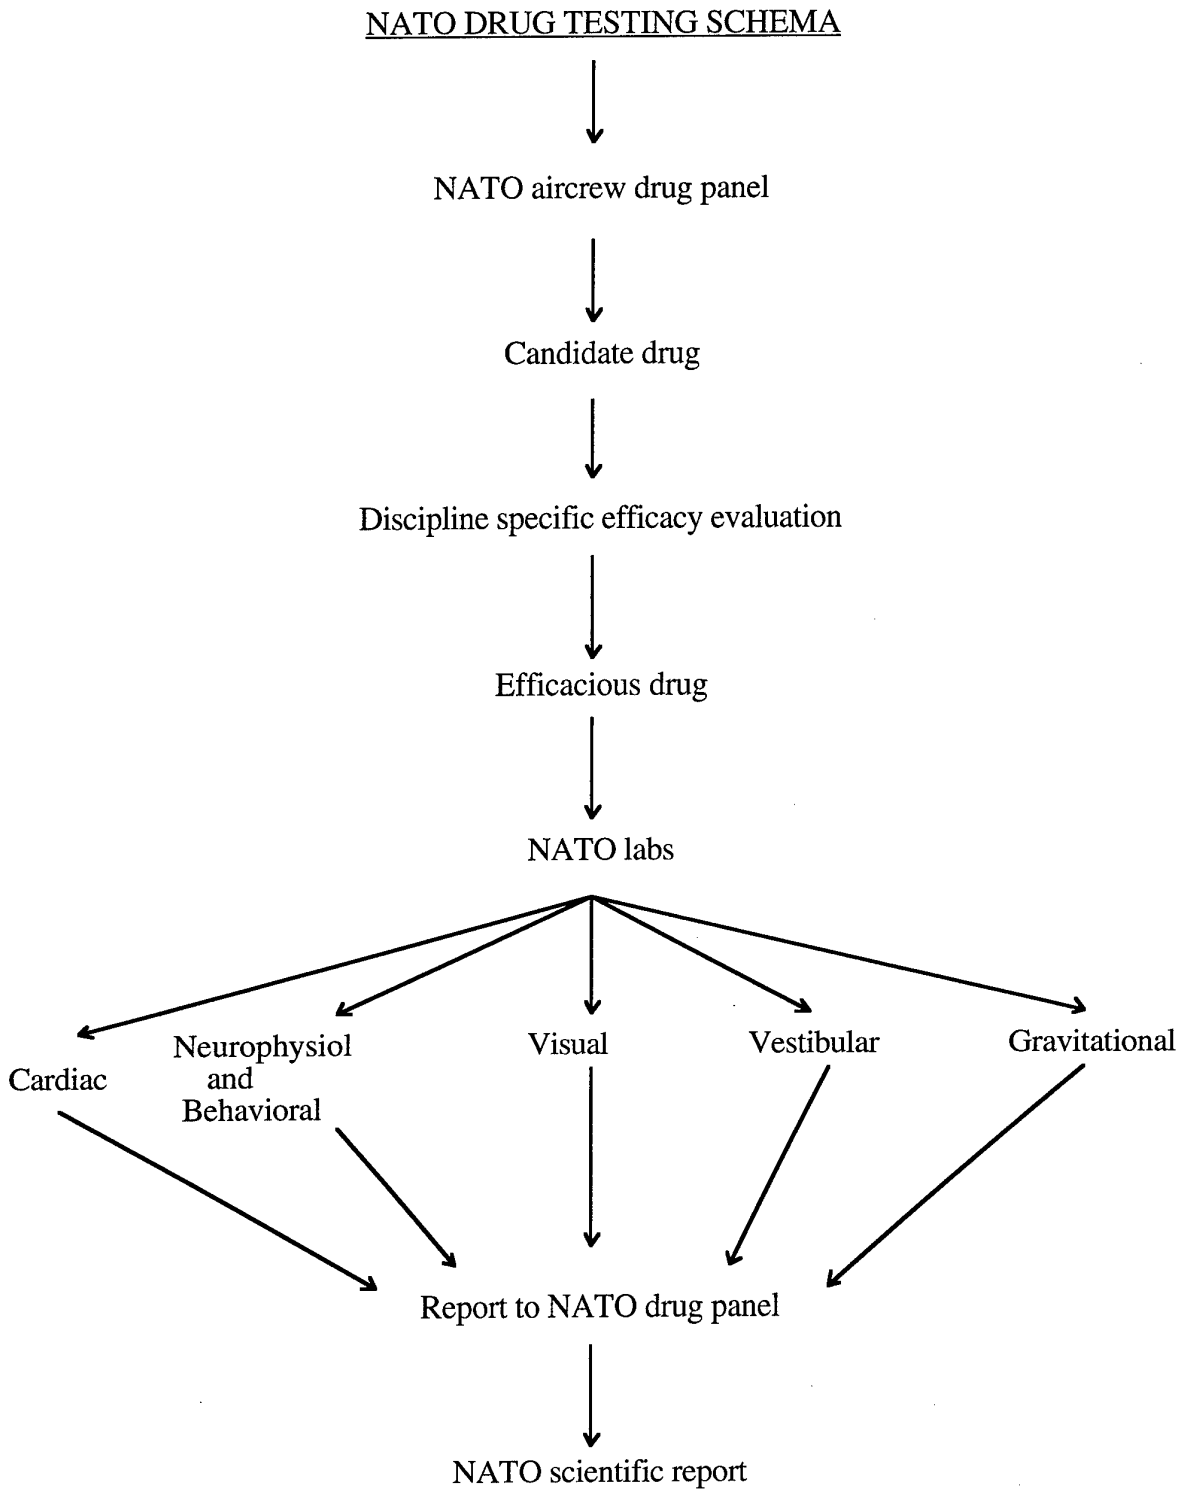 NATO DRUG TESTING SCHEMA
NATO aircrew drug panel
Candidate drug
Discipline specific efficacy evaluation
Efficacious drug
NATO labs
Cardiac
Neurophysiol
and
Behavioral
Visual
Vestibular
Gravitational
Report to NATO drug panel
NATO scientific report